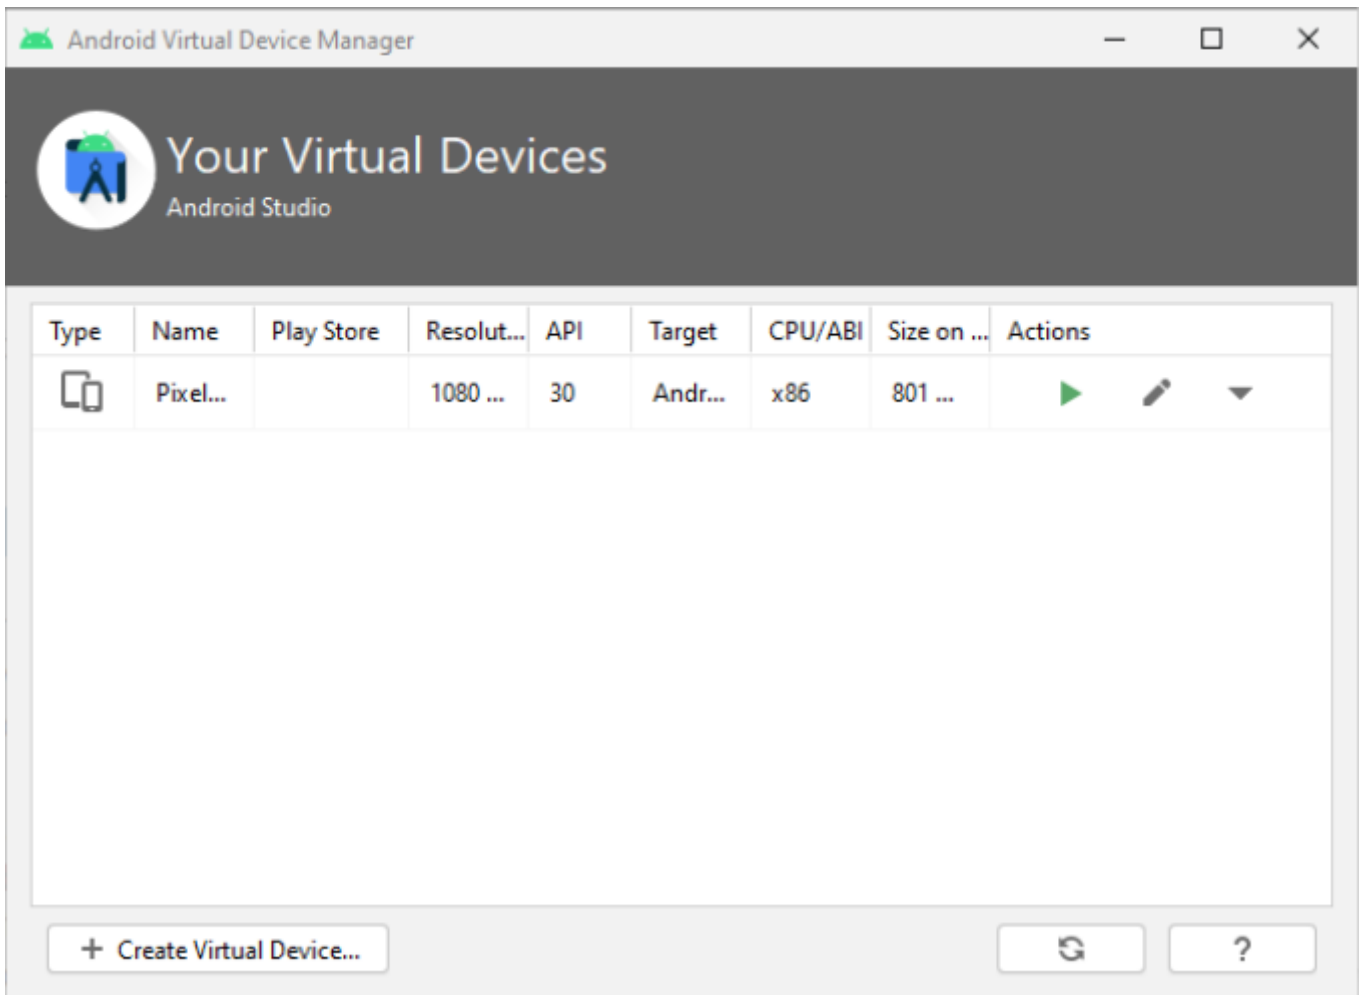 Android Virtual Device Manager
Your Virtual Devices
Android Studio
Type Name Play Store Resolut... API Target CPU/ABI Size on ... Actions
Pixel... 1080 ... 30 Andr... x86 801 ...
+ Create Virtual Device... ?